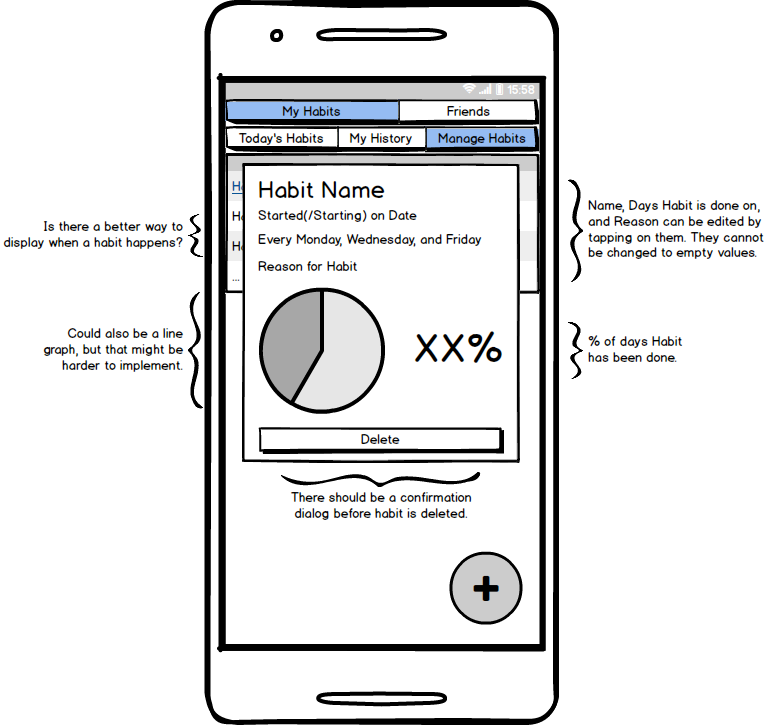 15:58
My Habits
Friends
Today's Habits
My History
Manage Habits
Ha
Ha
Ha
...
Habit Name
Started(/Starting) on Date
Every Monday, Wednesday, and Friday
Reason for Habit
XX%
Delete
Is there a better way to
display when a habit happens?
Could also be a line
graph, but that might be
harder to implement.
Name, Days Habit is done on,
and Reason can be edited by
tapping on them. They cannot
be changed to empty values.
% of days Habit
has been done.
There should be a confirmation
dialog before habit is deleted.
+